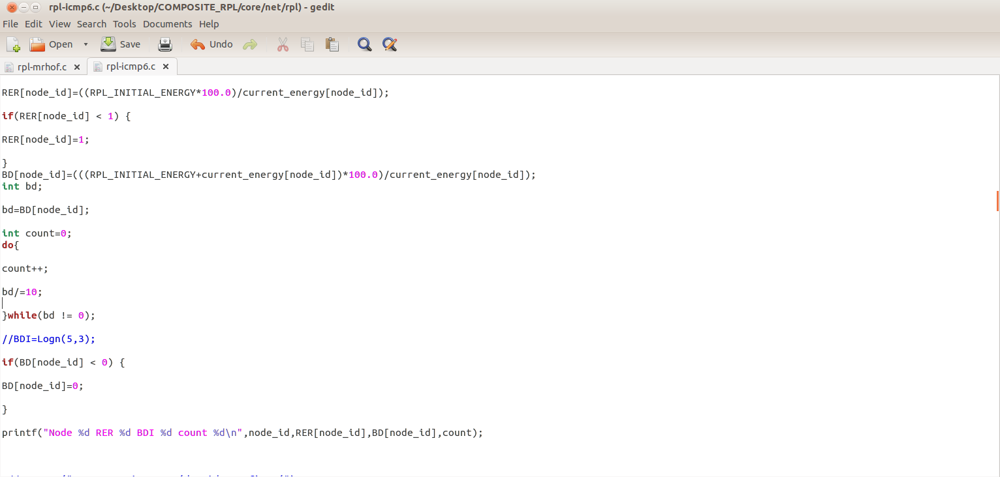 rpl-icmp6.c (~/Desktop/COMPOSITE_RPL/core/net/rpl) - gedit
File Edit View Search Tools Documents Help
Open Save Undo
rpl-mrhof.c rpl-icmp6.c
RER[node_id]=((RPL_INITIAL_ENERGY*100.0)/current_energy[node_id]);
if(RER[node_id] < 1) {
RER[node_id]=1;
}
BD[node_id]=(((RPL_INITIAL_ENERGY+current_energy[node_id])*100.0)/current_energy[node_id]);
int bd;
bd=BD[node_id];
int count=0;
do{
count++;
bd/=10;
}while(bd != 0);
//BDI=Logn(5,3);
if(BD[node_id] < 0) {
BD[node_id]=0;
}
printf("Node %d RER %d BDI %d count %d\n",node_id,RER[node_id],BD[node_id],count);